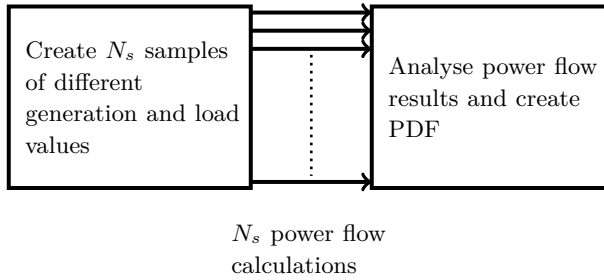 Create N_s samples
of different
generation and load
values
Analyse power flow
results and create
PDF
N_s power flow
calculations